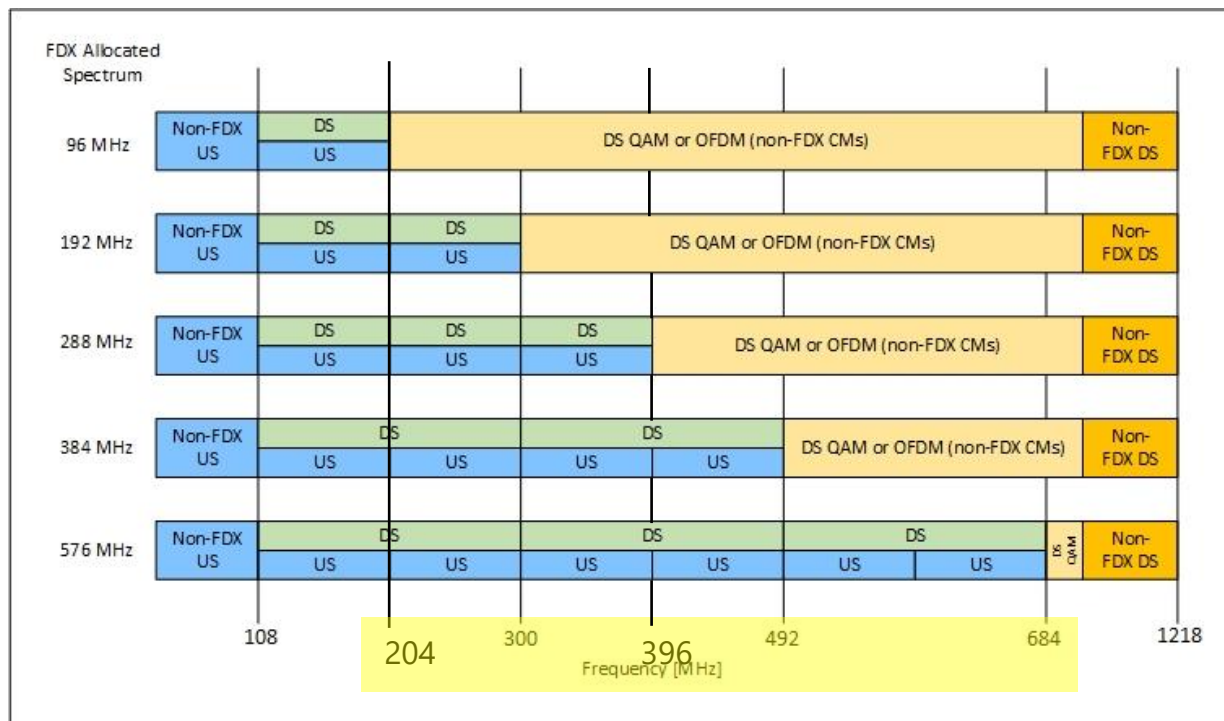 FDX Allocated
Spectrum
96 MHz
Non-FDX
US
DS
US
DS QAM or OFDM (non-FDX CMs)
Non-
FDX DS
192 MHz
Non-FDX
US
DS
DS
US
US
DS QAM or OFDM (non-FDX CMs)
Non-
FDX DS
288 MHz
Non-FDX
US
DS
DS
DS
US
US
US
DS QAM or OFDM (non-FDX CMs)
Non-
FDX DS
384 MHz
Non-FDX
US
DS
DS
US
US
US
US
DS QAM or OFDM (non-FDX CMs)
Non-
FDX DS
576 MHz
Non-FDX
US
DS
DS
DS
US
US
US
US
US
US
DS
QAM
Non-
FDX DS
108
204
300
396
492
684
1218
Frequency [MHz]